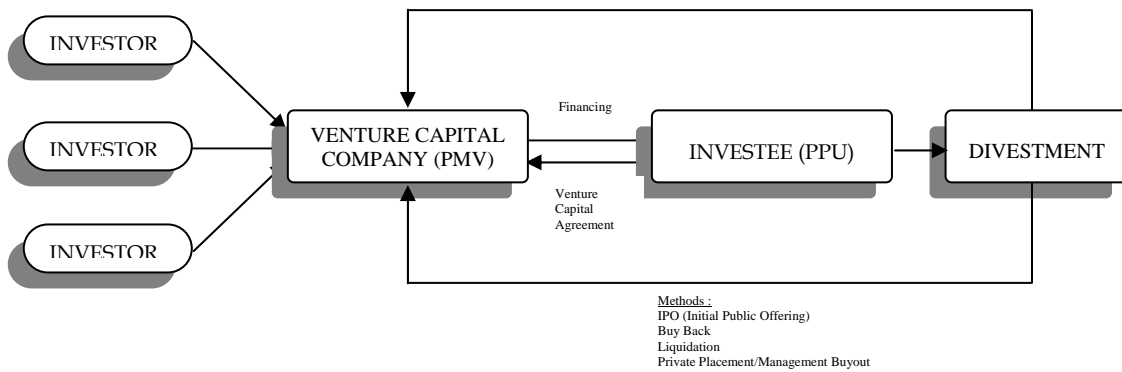 INVESTOR
INVESTOR
INVESTOR
VENTURE CAPITAL
COMPANY (PMV)
Financing
Venture
Capital
Agreement
INVESTEE (PPU)
DIVESTMENT
Methods :
IPO (Initial Public Offering)
Buy Back
Liquidation
Private Placement/Management Buyout